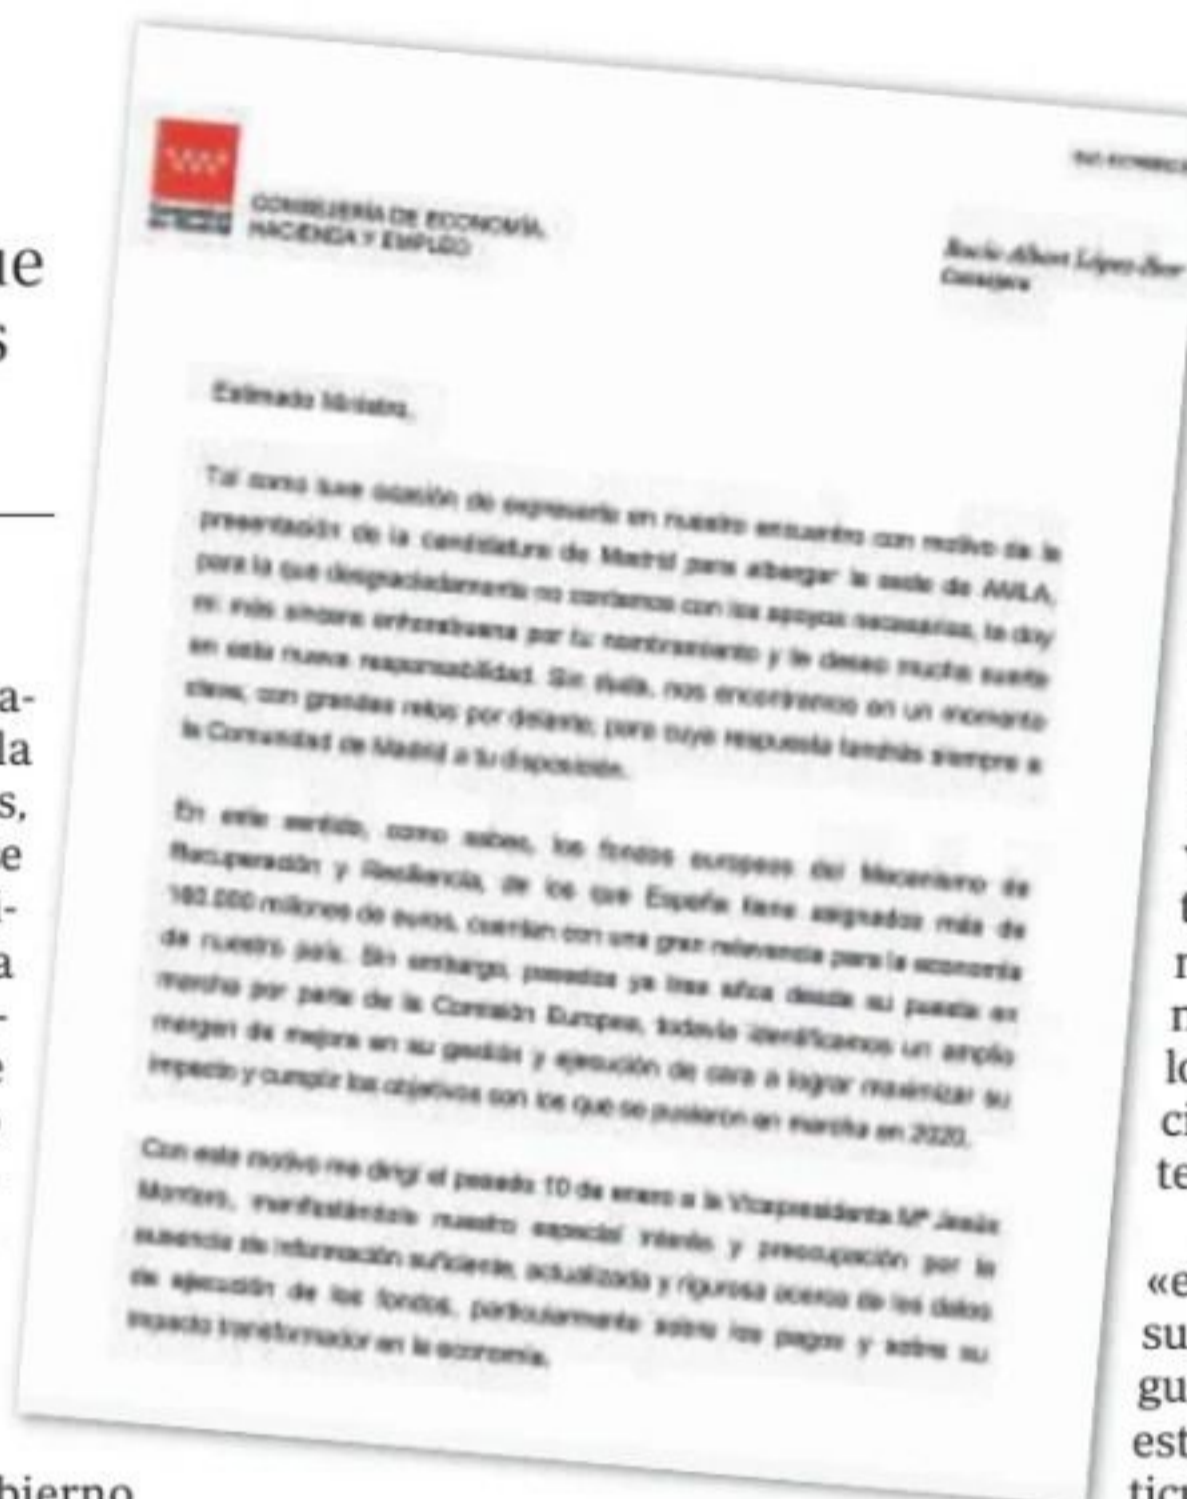 CONSEJERÍA DE ECONOMÍA,
HACIENDA Y EMPLEO
Rocío Albert López-Ibor
Consejera
Estimado Ministro,
Tal como tuve ocasión de expresarte en nuestro encuentro con motivo de la
presentación de la candidatura de Madrid para albergar la sede de AMLA,
para la que desgraciadamente no contamos con los apoyos necesarios, te doy
mi más sincera enhorabuena por tu nombramiento y te deseo mucha suerte
en esta nueva responsabilidad. Sin duda, nos encontramos en un momento
clave, con grandes retos por delante, para cuya respuesta tendrás siempre a
la Comunidad de Madrid a tu disposición.
En este sentido, como sabes, los fondos europeos del Mecanismo de
Recuperación y Resiliencia, de los que España tiene asignados más de
160.000 millones de euros, cuentan con una gran relevancia para la economía
de nuestro país. Sin embargo, pasados ya tres años desde su puesta en
marcha por parte de la Comisión Europea, todavía identificamos un amplio
margen de mejora en su gestión y ejecución de cara a lograr maximizar su
impacto y cumplir los objetivos con los que se pusieron en marcha en 2020.
Con este motivo me dirigí el pasado 10 de enero a la Vicepresidenta Mª Jesús
Montero, manifestándole nuestro especial interés y preocupación por la
ausencia de información suficiente, actualizada y rigurosa acerca de los datos
de ejecución de los fondos, particularmente sobre los pagos y sobre su
impacto transformador en la economía.